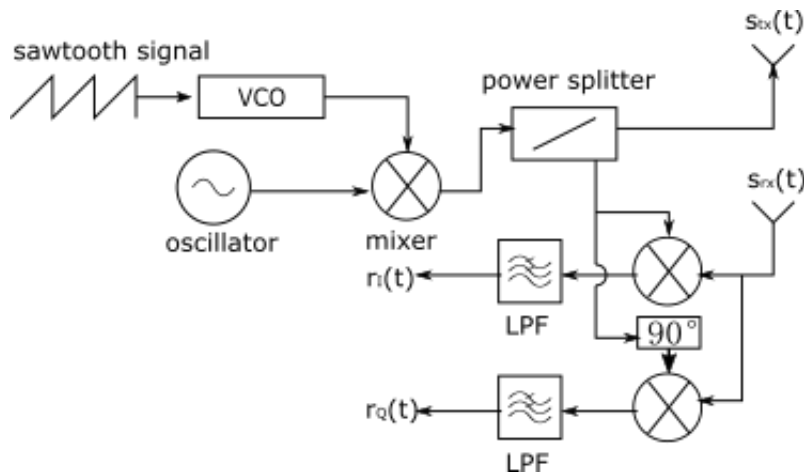 sawtooth signal
VCO
power splitter
stx(t)
oscillator
mixer
srx(t)
rI(t)
LPF
90°
rQ(t)
LPF